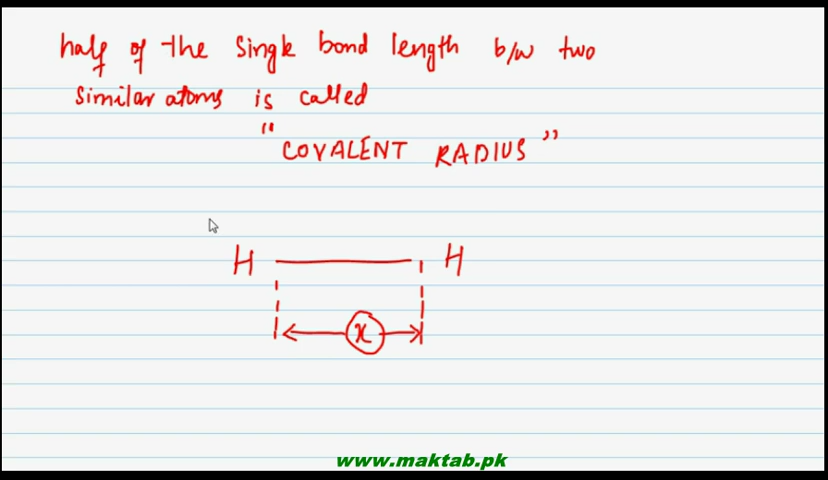 half of the single bond length b/w two
similar atoms is called
"COVALENT RADIUS"
H H
x
www.maktab.pk